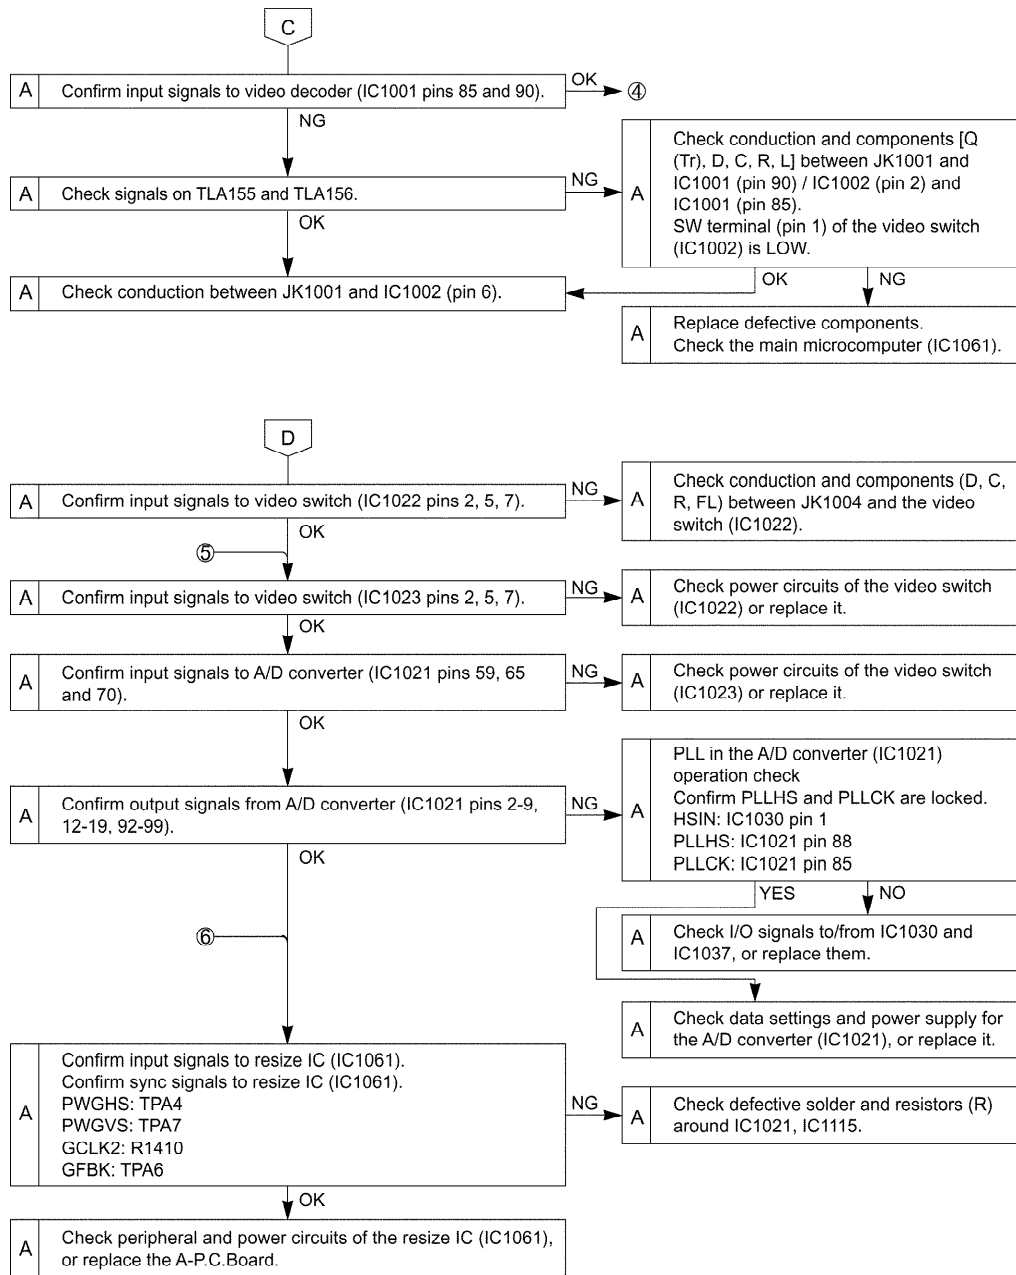 C
A
Confirm input signals to video decoder (IC1001 pins 85 and 90).
OK
④
NG
A
Check signals on TLA155 and TLA156.
NG
A
Check conduction and components [Q
(Tr), D, C, R, L] between JK1001 and
IC1001 (pin 90) / IC1002 (pin 2) and
IC1001 (pin 85).
SW terminal (pin 1) of the video switch
(IC1002) is LOW.
OK
OK
NG
A
Check conduction between JK1001 and IC1002 (pin 6).
A
Replace defective components.
Check the main microcomputer (IC1061).
D
A
Confirm input signals to video switch (IC1022 pins 2, 5, 7).
NG
A
Check conduction and components (D, C,
R, FL) between JK1004 and the video
switch (IC1022).
OK
⑤
A
Confirm input signals to video switch (IC1023 pins 2, 5, 7).
NG
A
Check power circuits of the video switch
(IC1022) or replace it.
OK
A
Confirm input signals to A/D converter (IC1021 pins 59, 65
and 70).
NG
A
Check power circuits of the video switch
(IC1023) or replace it.
OK
A
Confirm output signals from A/D converter (IC1021 pins 2-9,
12-19, 92-99).
NG
A
PLL in the A/D converter (IC1021)
operation check
Confirm PLLHS and PLLCK are locked.
HSIN: IC1030 pin 1
PLLHS: IC1021 pin 88
PLLCK: IC1021 pin 85
OK
YES
NO
⑥
A
Check I/O signals to/from IC1030 and
IC1037, or replace them.
A
Check data settings and power supply for
the A/D converter (IC1021), or replace it.
A
Confirm input signals to resize IC (IC1061).
Confirm sync signals to resize IC (IC1061).
PWGHS: TPA4
PWGVS: TPA7
GCLK2: R1410
GFBK: TPA6
NG
A
Check defective solder and resistors (R)
around IC1021, IC1115.
OK
A
Check peripheral and power circuits of the resize IC (IC1061),
or replace the A-P.C.Board.